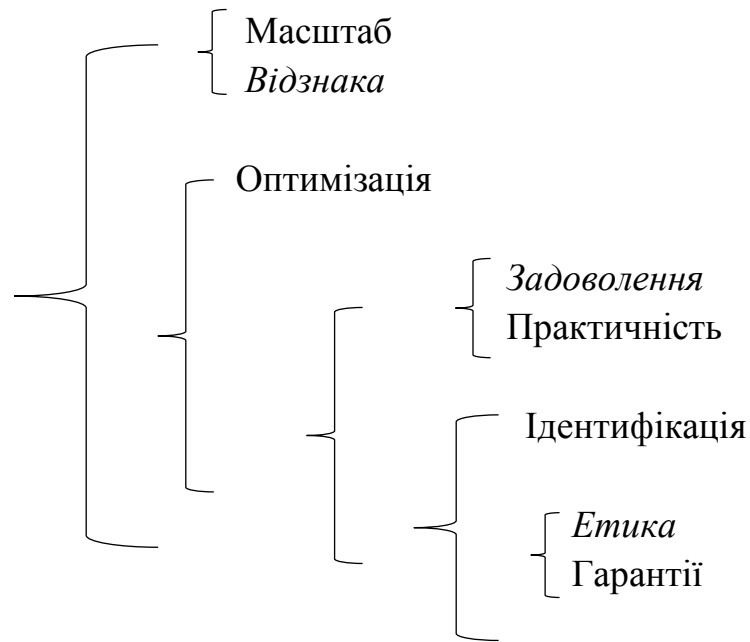 Масштаб
Відзнака
Оптимізація
Задоволення
Практичність
Ідентифікація
Етика
Гарантії